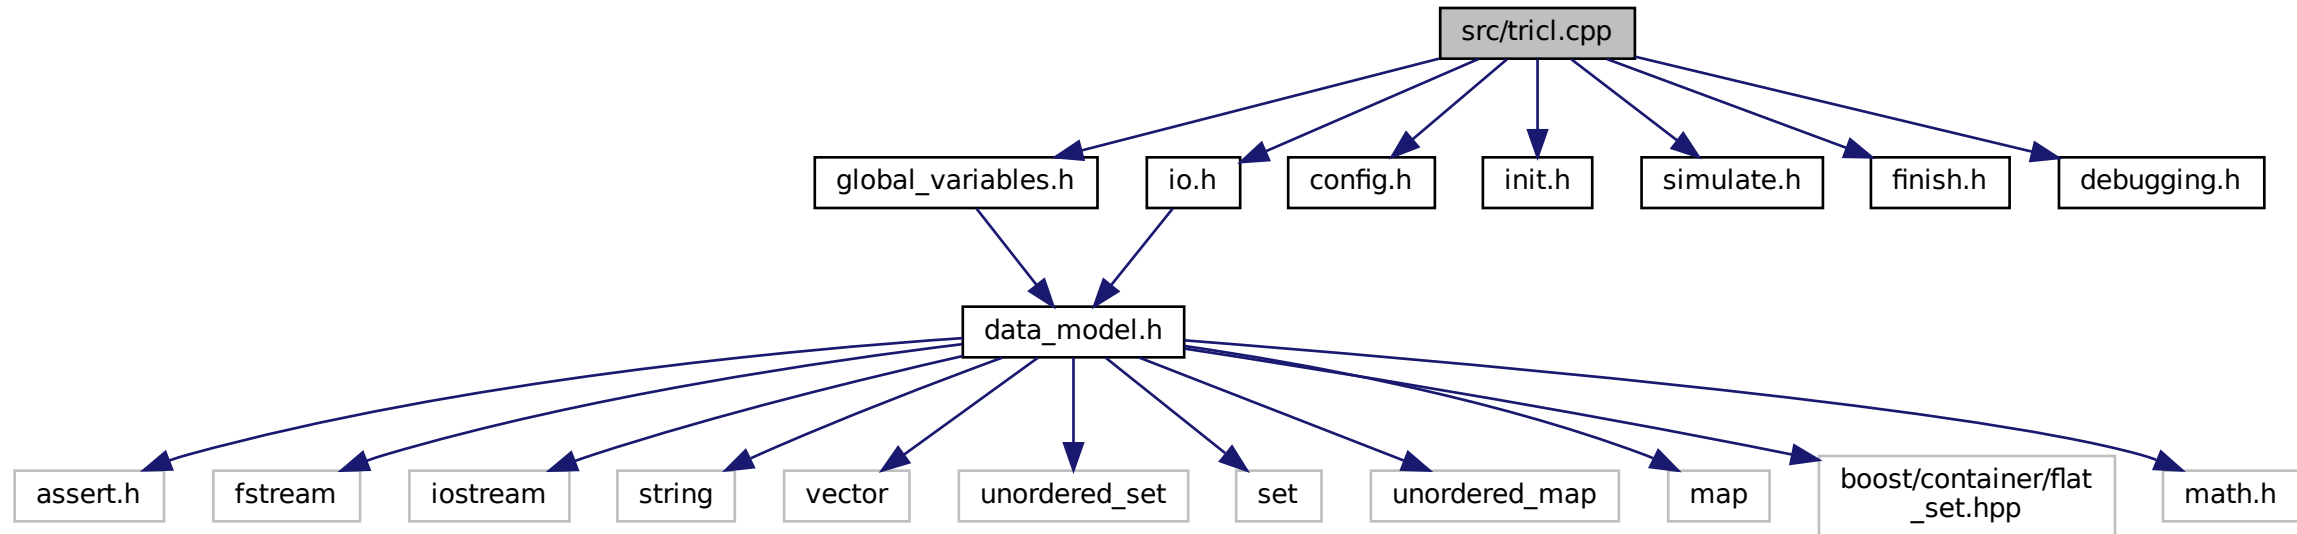 src/tricl.cpp
global_variables.h
io.h
config.h
init.h
simulate.h
finish.h
debugging.h
data_model.h
assert.h
fstream
iostream
string
vector
unordered_set
set
unordered_map
map
boost/container/flat
_set.hpp
math.h